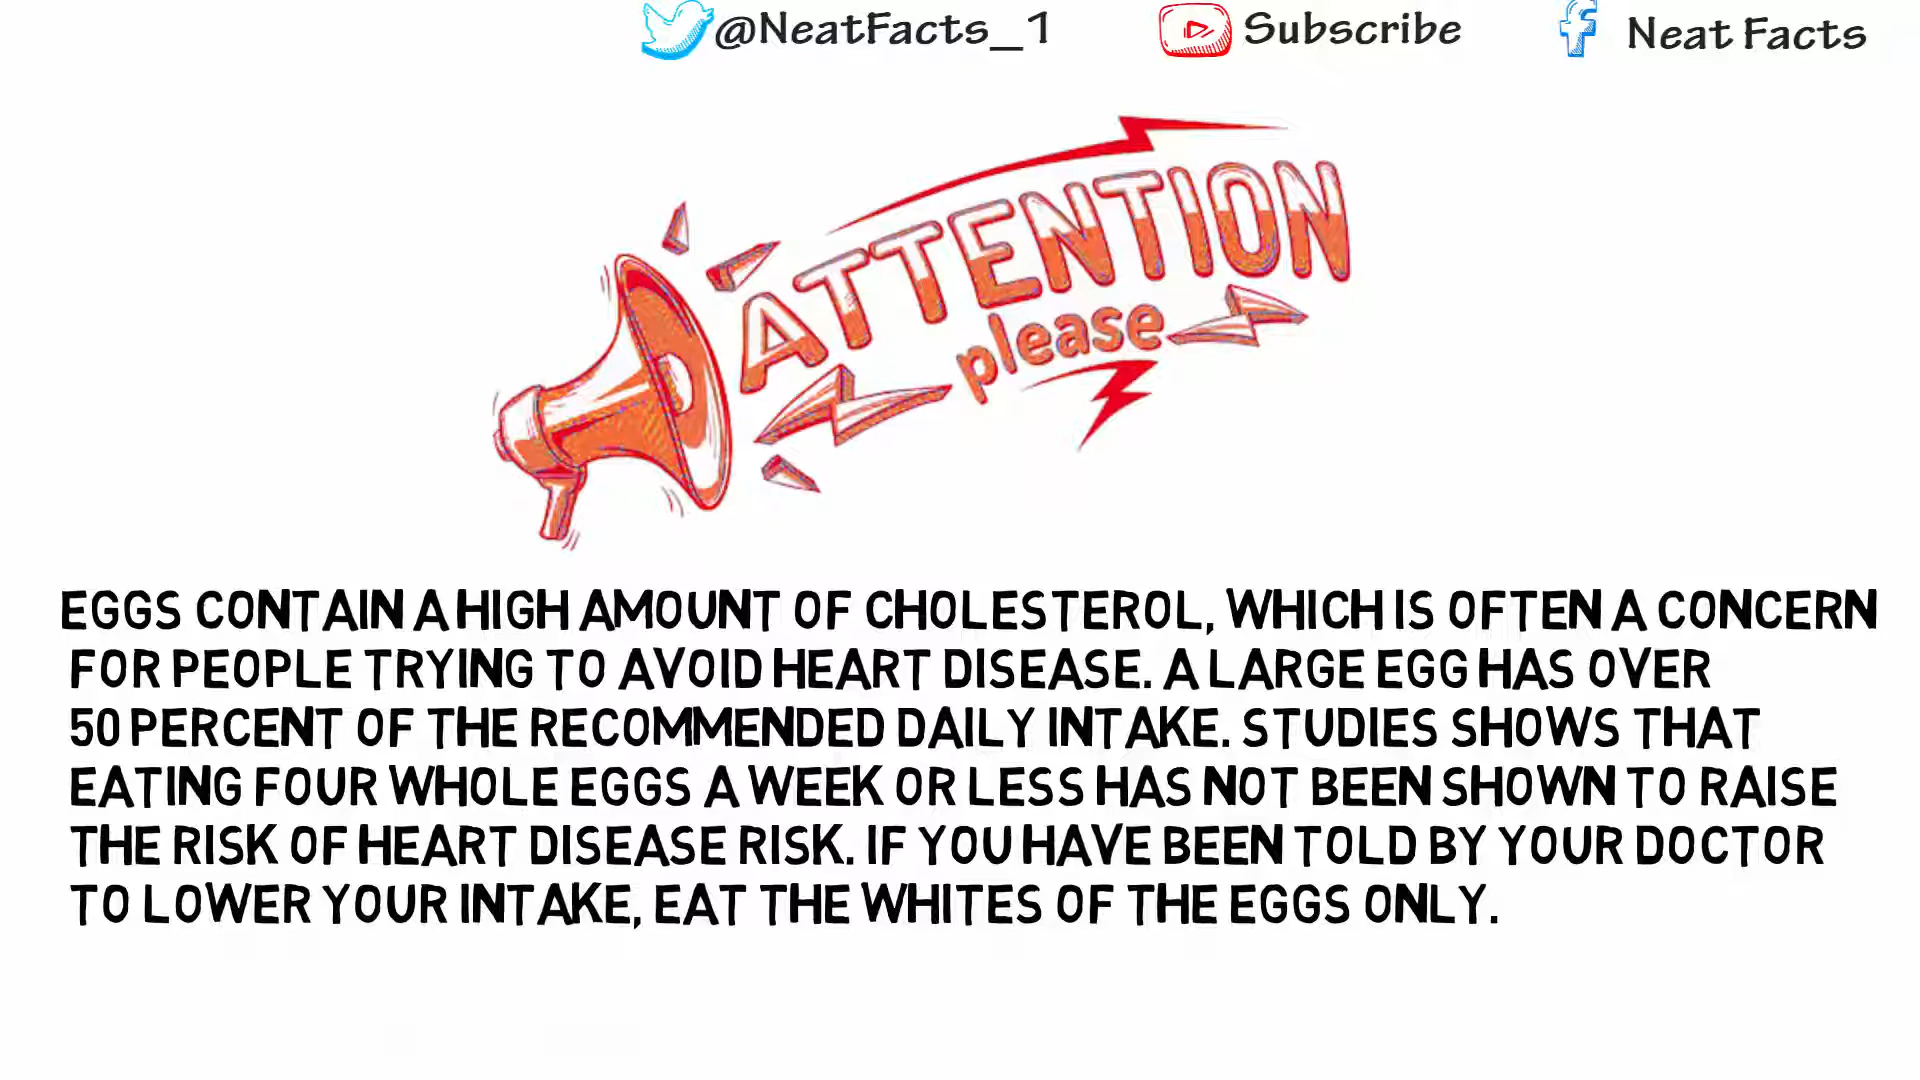 @NeatFacts_1 Subscribe Neat Facts
ATTENTION
please
EGGS CONTAIN A HIGH AMOUNT OF CHOLESTEROL, WHICH IS OFTEN A CONCERN
FOR PEOPLE TRYING TO AVOID HEART DISEASE. A LARGE EGG HAS OVER
50 PERCENT OF THE RECOMMENDED DAILY INTAKE. STUDIES SHOWS THAT
EATING FOUR WHOLE EGGS A WEEK OR LESS HAS NOT BEEN SHOWN TO RAISE
THE RISK OF HEART DISEASE RISK. IF YOU HAVE BEEN TOLD BY YOUR DOCTOR
TO LOWER YOUR INTAKE, EAT THE WHITES OF THE EGGS ONLY.